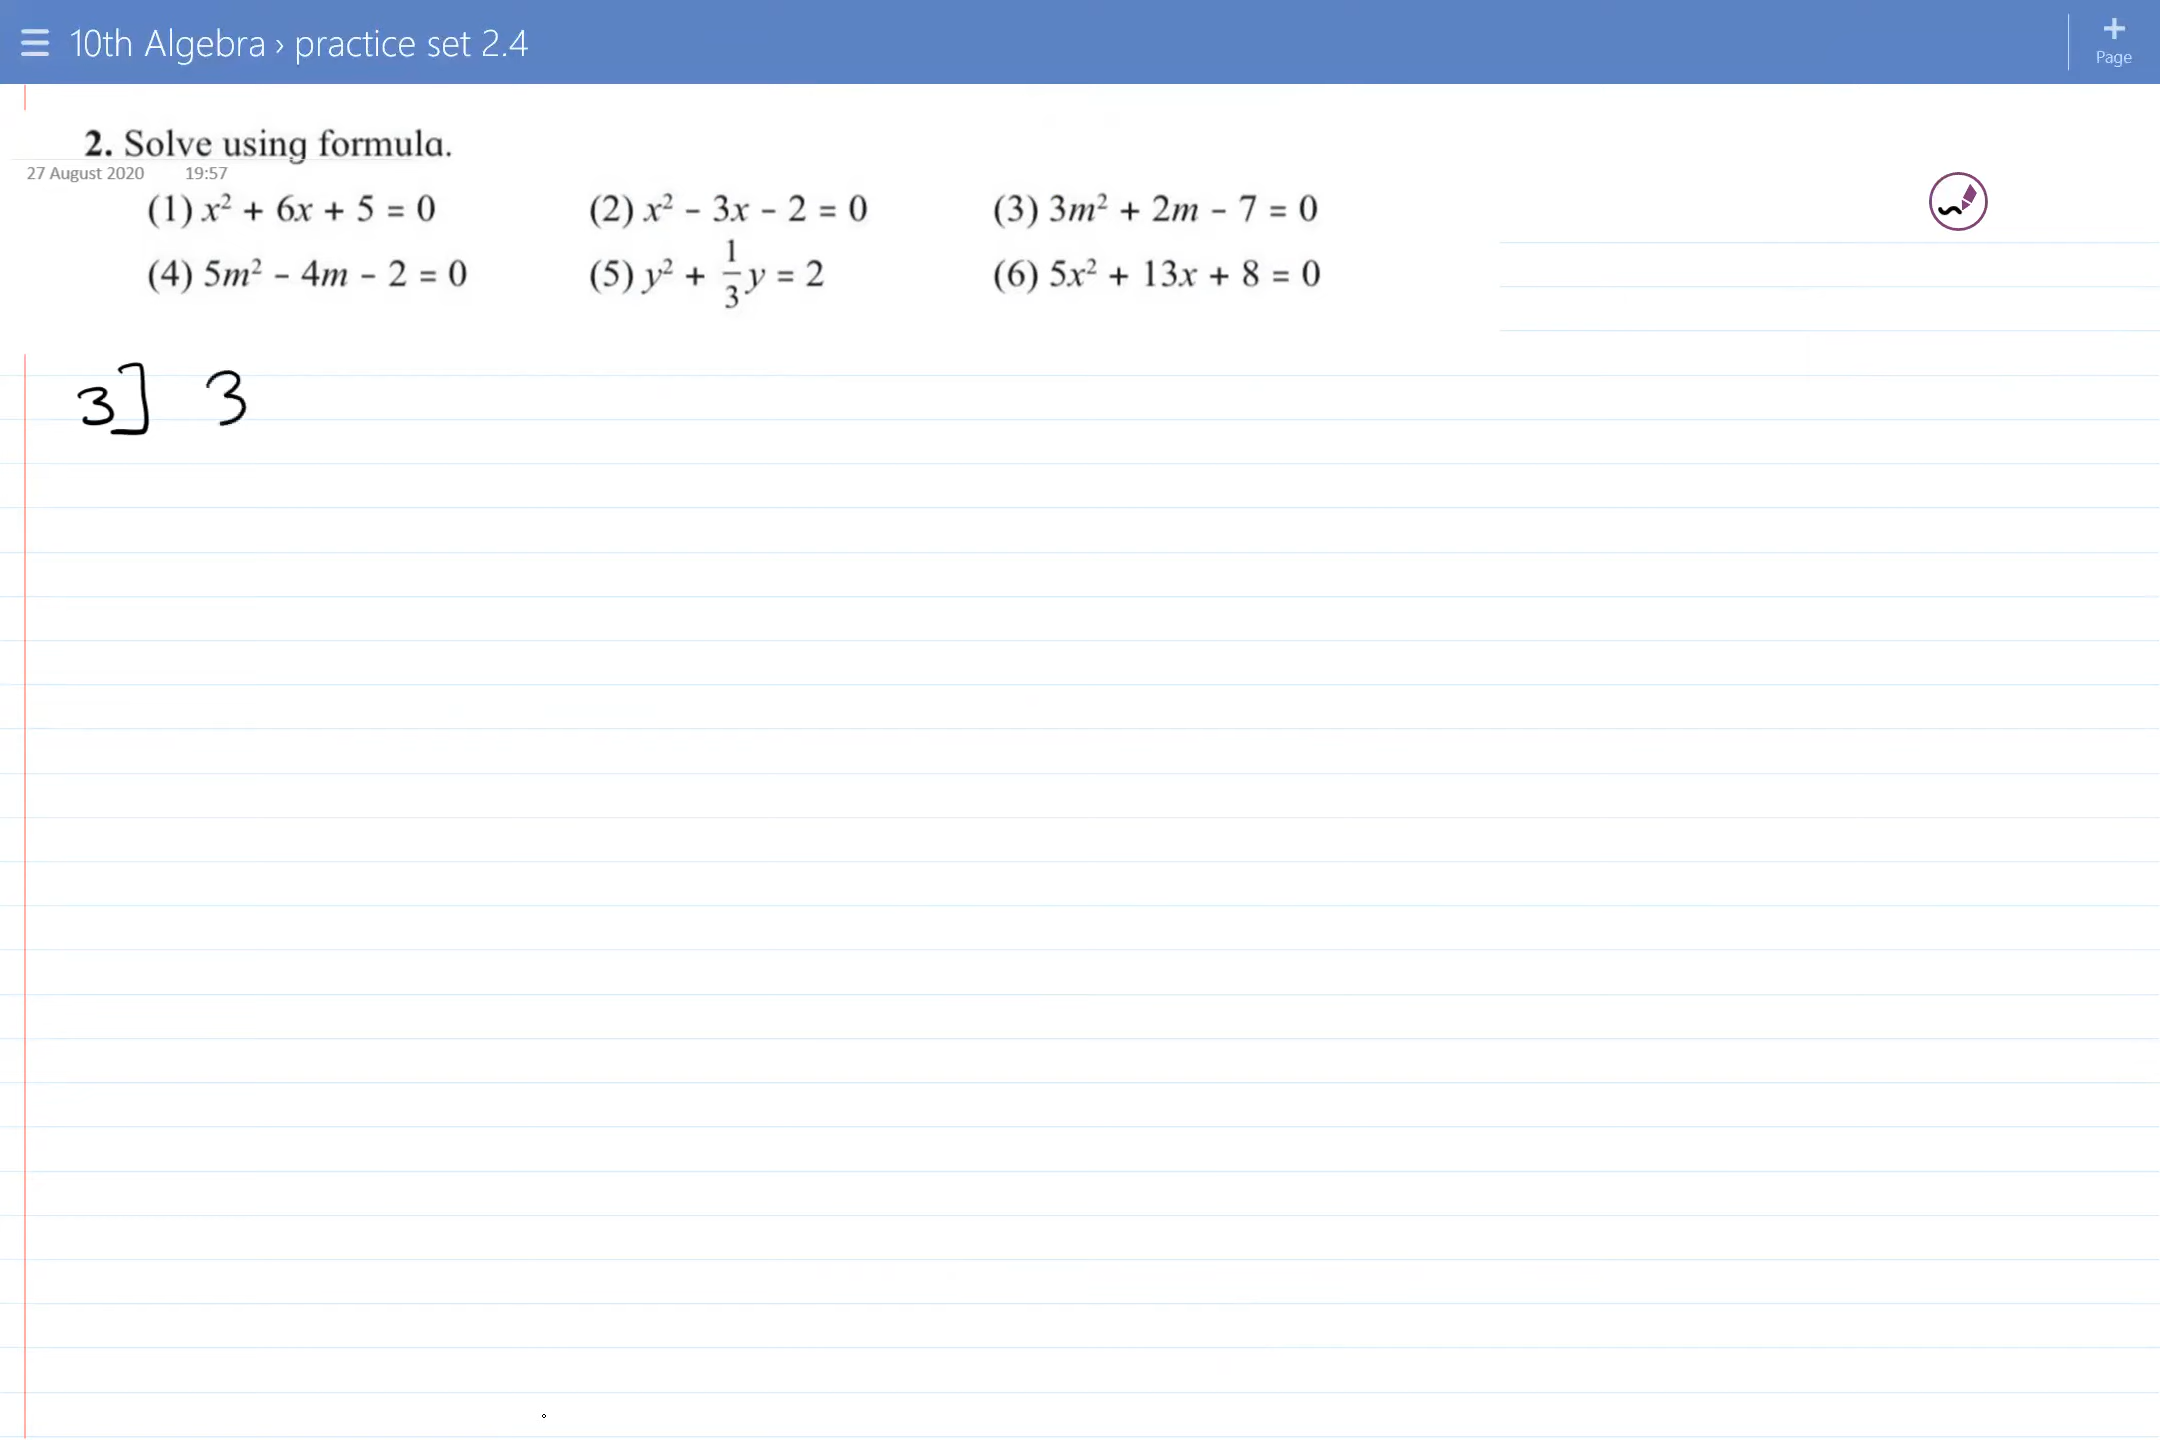 10th Algebra › practice set 2.4
+
Page
2. Solve using formula.
27 August 2020 19:57
(1) x² + 6x + 5 = 0 (2) x² − 3x − 2 = 0 (3) 3m² + 2m − 7 = 0
(4) 5m² − 4m − 2 = 0 (5) y² + 1/3 y = 2 (6) 5x² + 13x + 8 = 0
3] 3